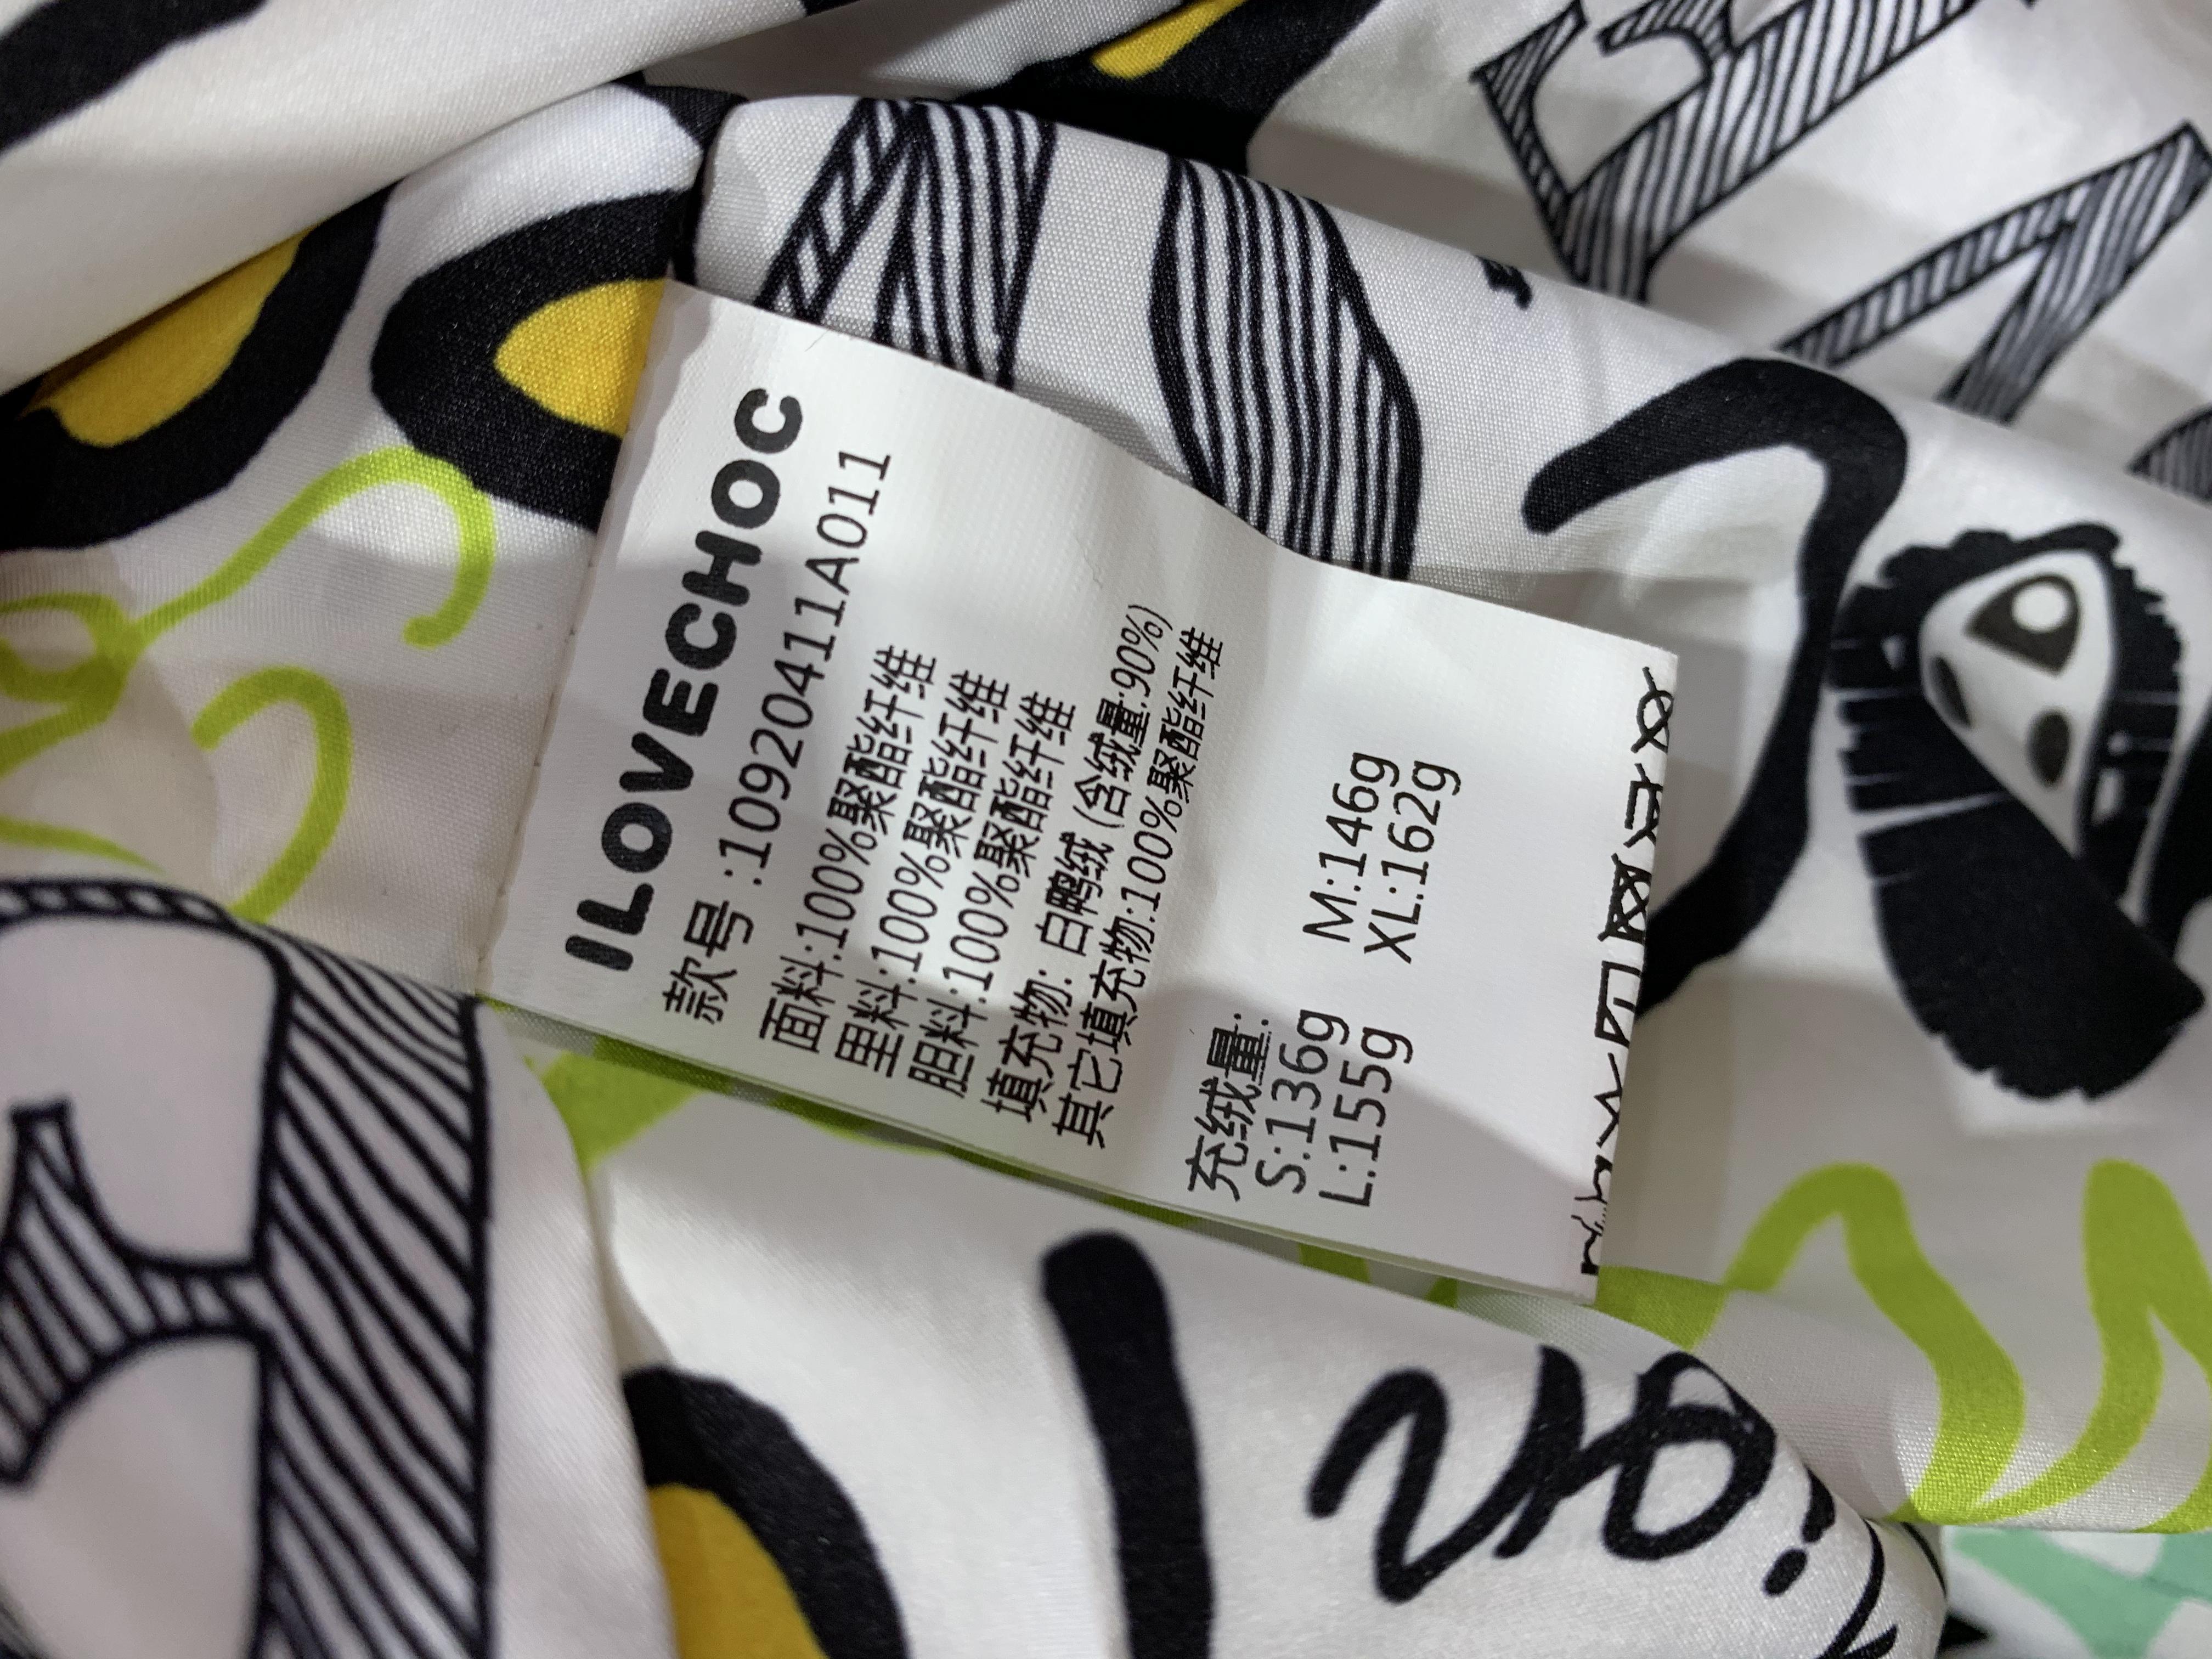 ILOVECHOC
款号:10920411A011
面料:100%聚酯纤维
里料:100%聚酯纤维
胆料:100%聚酯纤维
填充物: 白鸭绒 (含绒量:90%)
其它填充物:100%聚酯纤维
充绒量:
S:136g M:146g
L:155g XL:162g